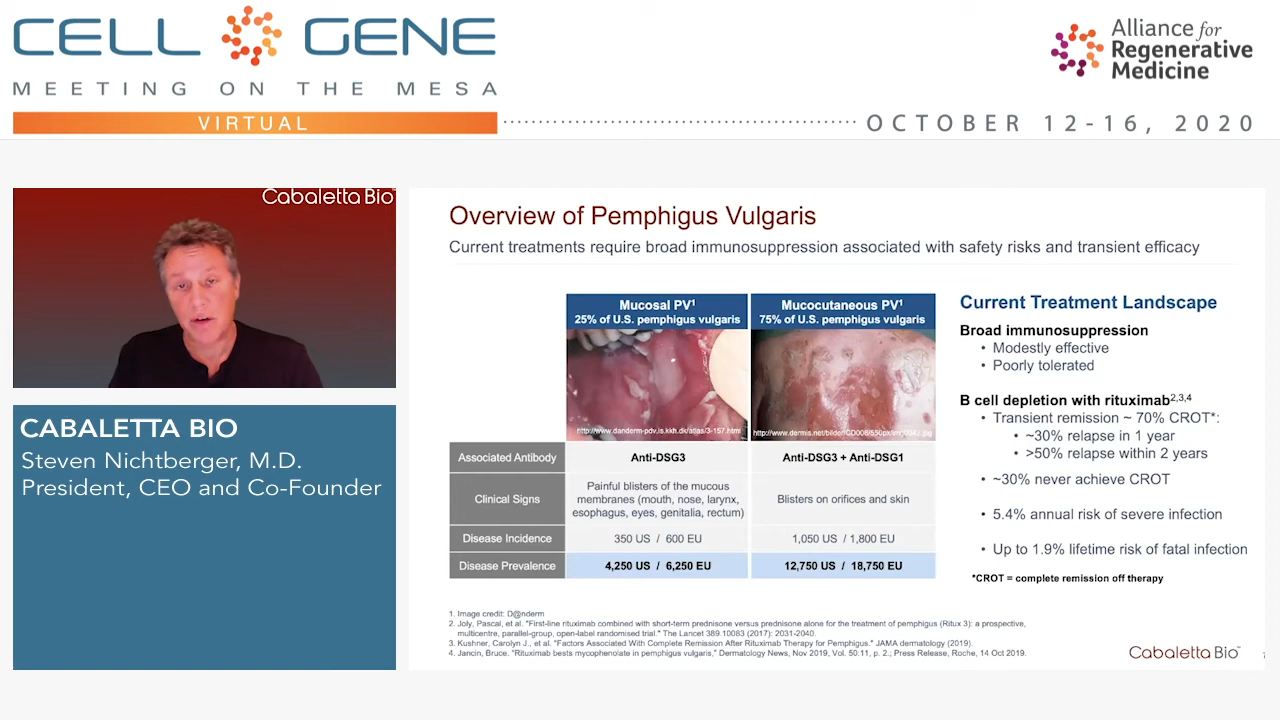 CELL GENE
MEETING ON THE MESA
VIRTUAL
Alliance for
Regenerative
Medicine
OCTOBER 12-16, 2020
Cabaletta Bio
CABALETTA BIO
Steven Nichtberger, M.D.
President, CEO and Co-Founder
Overview of Pemphigus Vulgaris
Current treatments require broad immunosuppression associated with safety risks and transient efficacy
Mucosal PV¹
25% of U.S. pemphigus vulgaris
Mucocutaneous PV¹
75% of U.S. pemphigus vulgaris
http://www.danderm-pdv.is.kkh.dk/atlas/3-157.html
Associated Antibody
Anti-DSG3
Anti-DSG3 + Anti-DSG1
Clinical Signs
Painful blisters of the mucous
membranes (mouth, nose, larynx,
esophagus, eyes, genitalia, rectum)
Blisters on orifices and skin
Disease Incidence
350 US / 600 EU
1,050 US / 1,800 EU
Disease Prevalence
4,250 US / 6,250 EU
12,750 US / 18,750 EU
Current Treatment Landscape
Broad immunosuppression
• Modestly effective
• Poorly tolerated
B cell depletion with rituximab²,³,⁴
• Transient remission ~ 70% CROT*:
• ~30% relapse in 1 year
• >50% relapse within 2 years
• ~30% never achieve CROT
• 5.4% annual risk of severe infection
• Up to 1.9% lifetime risk of fatal infection
*CROT = complete remission off therapy
1. Image credit: D@nderm
2. Joly, Pascal, et al. "First-line rituximab combined with short-term prednisone versus prednisone alone for the treatment of pemphigus (Ritux 3): a prospective,
multicentre, parallel-group, open-label randomised trial." The Lancet 389.10083 (2017): 2031-2040.
3. Kushner, Carolyn J., et al. "Factors Associated With Complete Remission After Rituximab Therapy for Pemphigus." JAMA dermatology (2019).
4. Jancin, Bruce. "Rituximab bests mycophenolate in pemphigus vulgaris," Dermatology News, Nov 2019, Vol. 50:11, p. 2.; Press Release, Roche, 14 Oct 2019.
Cabaletta Bio™